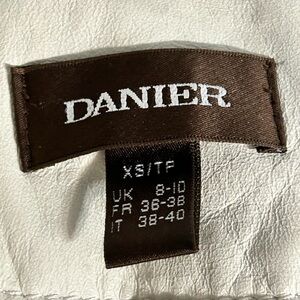 DANIER
XS/TP
UK 8-10
FR 36-38
IT 38-40